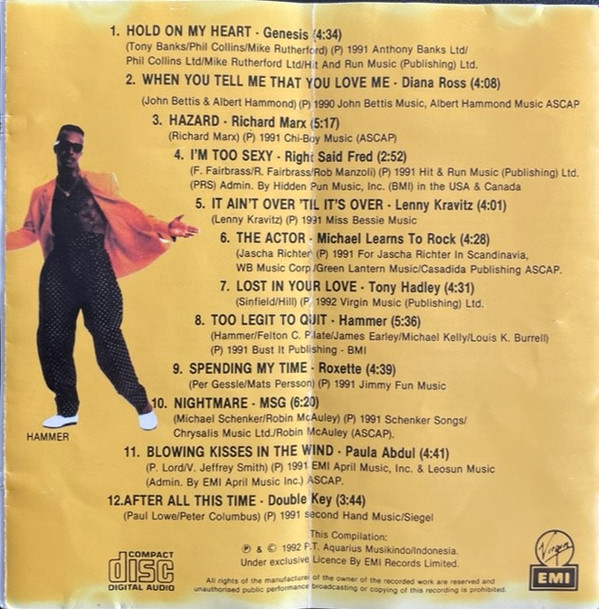 1. HOLD ON MY HEART - Genesis (4:34)
(Tony Banks/Phil Collins/Mike Rutherford) (P) 1991 Anthony Banks Ltd/
Phil Collins Ltd/Mike Rutherford Ltd/Hit And Run Music (Publishing) Ltd.
2. WHEN YOU TELL ME THAT YOU LOVE ME - Diana Ross (4:08)
(John Bettis & Albert Hammond) (P) 1990 John Bettis Music, Albert Hammond Music ASCAP
3. HAZARD - Richard Marx (5:17)
(Richard Marx) (P) 1991 Chi-Boy Music (ASCAP)
4. I'M TOO SEXY - Right Said Fred (2:52)
(F. Fairbrass/R. Fairbrass/Rob Manzoli) (P) 1991 Hit & Run Music (Publishing) Ltd.
(PRS) Admin. By Hidden Pun Music, Inc. (BMI) in the USA & Canada
5. IT AIN'T OVER 'TIL IT'S OVER - Lenny Kravitz (4:01)
(Lenny Kravitz) (P) 1991 Miss Bessie Music
6. THE ACTOR - Michael Learns To Rock (4:28)
(Jascha Richter) (P) 1991 For Jascha Richter In Scandinavia,
WB Music Corp./Green Lantern Music/Casadida Publishing ASCAP.
7. LOST IN YOUR LOVE - Tony Hadley (4:31)
(Sinfield/Hill) (P) 1992 Virgin Music (Publishing) Ltd.
8. TOO LEGIT TO QUIT - Hammer (5:36)
(Hammer/Felton C. Pilate/James Earley/Michael Kelly/Louis K. Burrell)
(P) 1991 Bust It Publishing - BMI
9. SPENDING MY TIME - Roxette (4:39)
(Per Gessle/Mats Persson) (P) 1991 Jimmy Fun Music
10. NIGHTMARE - MSG (6:20)
(Michael Schenker/Robin McAuley) (P) 1991 Schenker Songs/
Chrysalis Music Ltd./Robin McAuley (ASCAP).
HAMMER
11. BLOWING KISSES IN THE WIND - Paula Abdul (4:41)
(P. Lord/V. Jeffrey Smith) (P) 1991 EMI April Music, Inc. & Leosun Music
(Admin. By EMI April Music Inc.) ASCAP.
12.AFTER ALL THIS TIME - Double Key (3:44)
(Paul Lowe/Peter Columbus) (P) 1991 second Hand Music/Siegel
This Compilation:
℗ & © 1992 P.T. Aquarius Musikindo/Indonesia.
Under exclusive Licence By EMI Records Limited.
COMPACT
disc
DIGITAL AUDIO
Virgin
EMI
All rights of the manufacturer of the owner of the recorded work are reserved and
unauthorised public performance broadcasting or copying of this recording is prohibited.